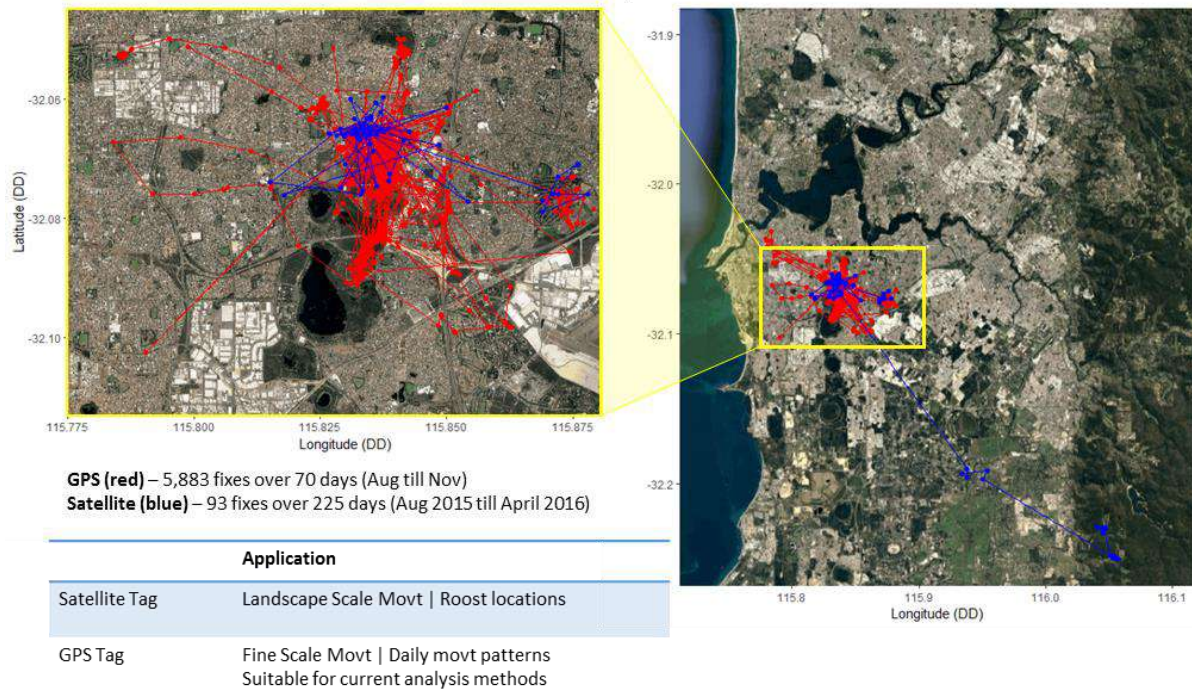 -32.06
-32.08
-32.10
Latitude (DD)
115.775
115.800
115.825
115.850
115.875
Longitude (DD)
-31.9
-32.0
-32.1
-32.2
115.8
115.9
116.0
116.1
Longitude (DD)
GPS (red) – 5,883 fixes over 70 days (Aug till Nov)
Satellite (blue) – 93 fixes over 225 days (Aug 2015 till April 2016)
Application
Satellite Tag Landscape Scale Movt | Roost locations
GPS Tag Fine Scale Movt | Daily movt patterns
Suitable for current analysis methods